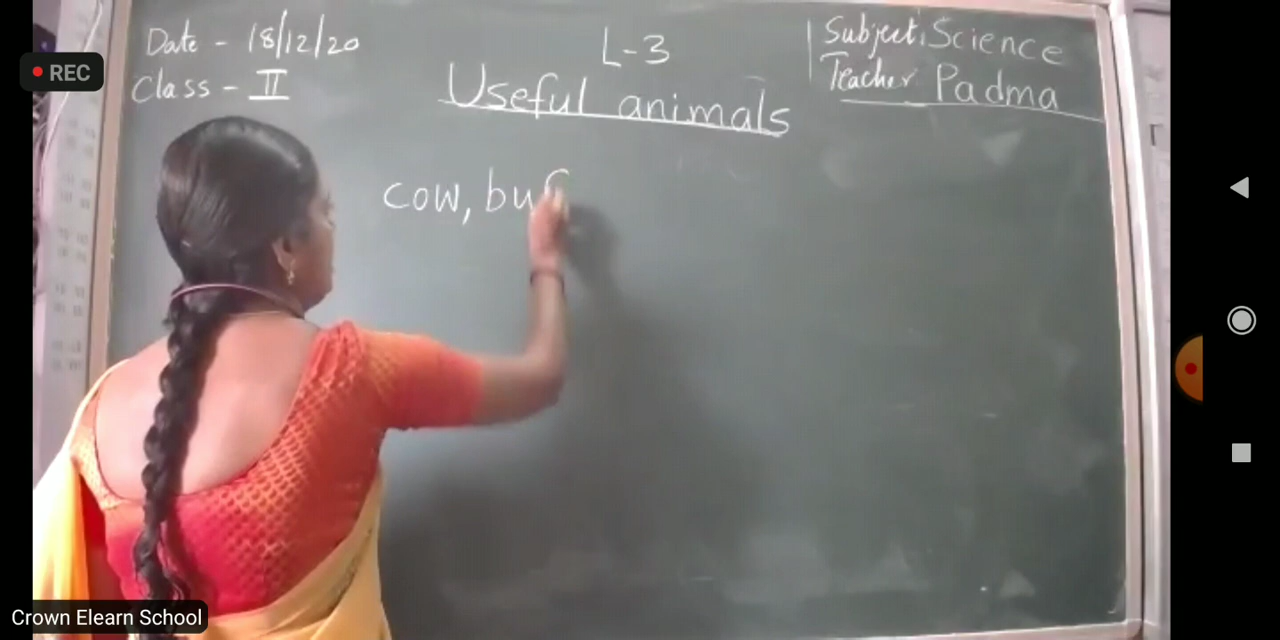 REC
Date - 18/12/20
Class - II
L-3
Useful animals
Subject: Science
Teacher Padma
cow, buf
Crown Elearn School